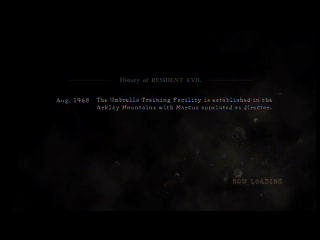 History of RESIDENT EVIL
Aug. 1968 The Umbrella Training Facility is established in the
Arklay Mountains with Marcus appointed as director.
NOW LOADING